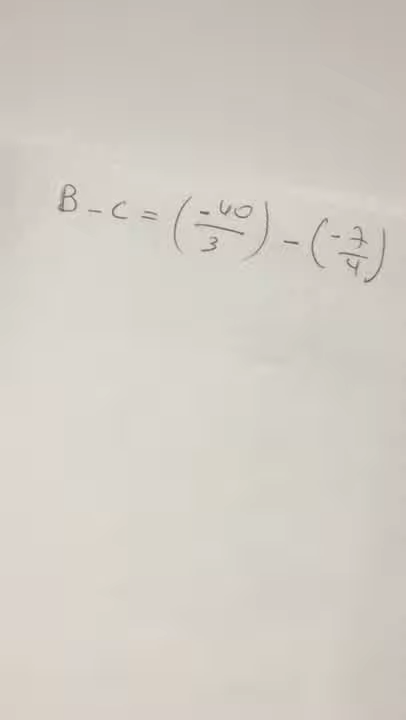 B - C = (-40/3) - (-7/4)